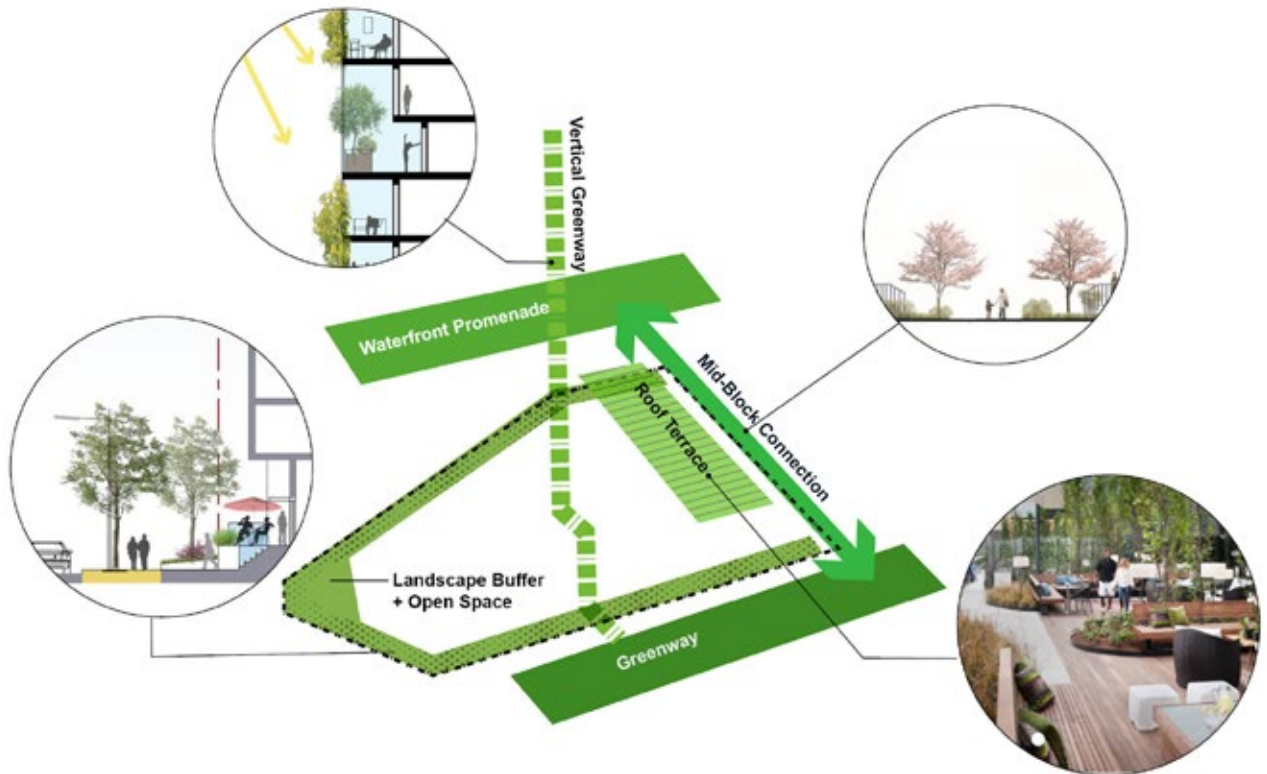 Vertical Greenway
Waterfront Promenade
Mid-Block Connection
Roof Terrace
Landscape Buffer
+ Open Space
Greenway